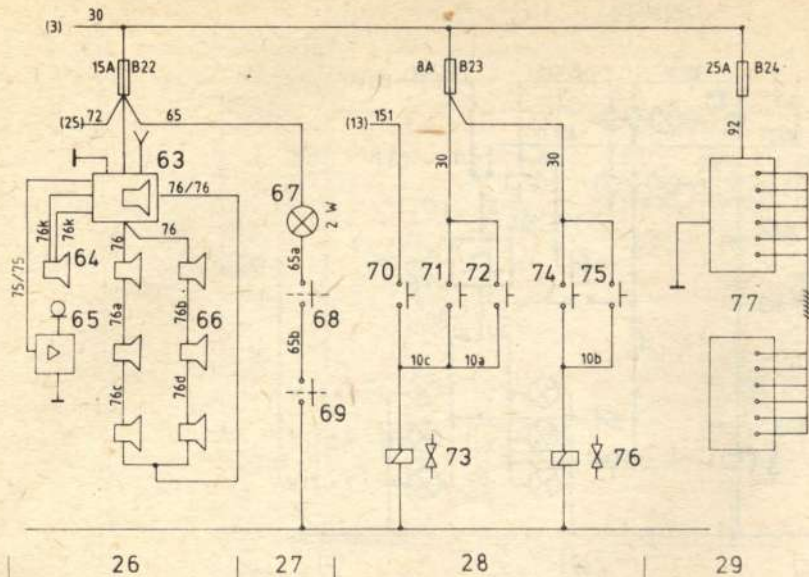 (3) 30
15A B22
8A B23
25A B24
(25) 72 65
(13) 151
92
63
30 30
76/76
67 2 W
76k 76k 76 76
65a
64
70 71 72 74 75
75/75
65 76a 76b 66
68
77
65b
10c 10a 10b
76c 76d
69
73 76
26 27 28 29